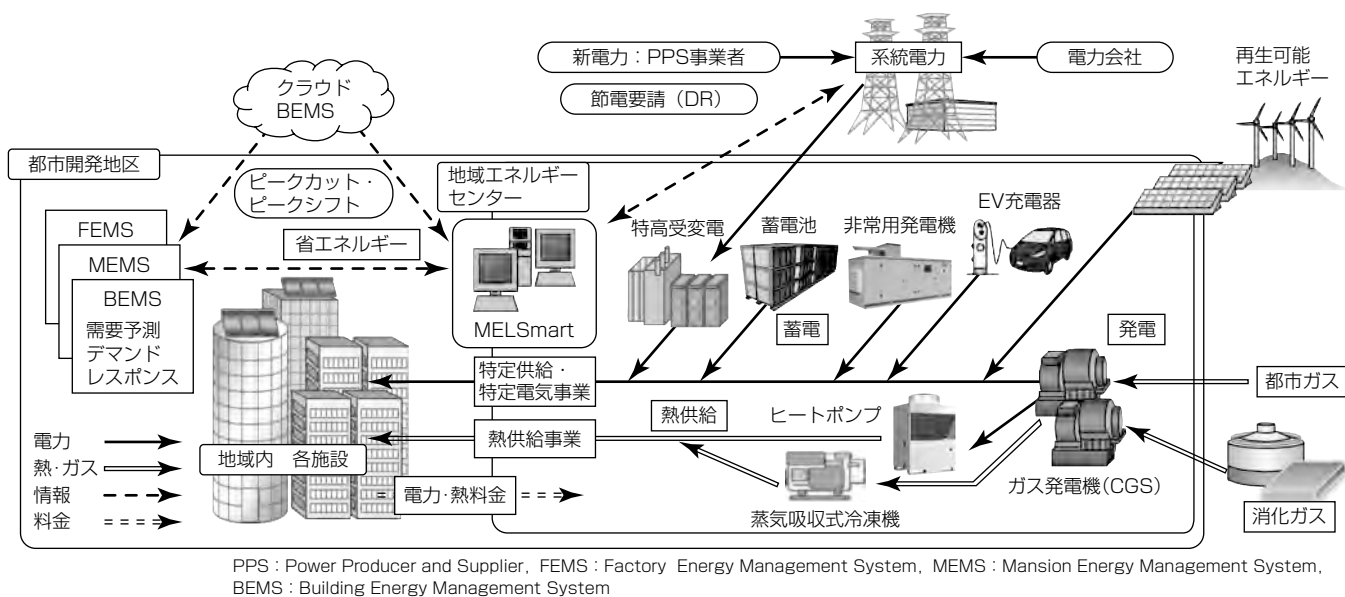 新電力：PPS事業者
系統電力
電力会社
節電要請（DR）
再生可能
エネルギー
クラウド
BEMS
都市開発地区
ピークカット・
ピークシフト
地域エネルギー
センター
FEMS
MEMS
BEMS
需要予測
デマンド
レスポンス
省エネルギー
MELSmart
特高受変電
蓄電池
非常用発電機
EV充電器
蓄電
発電
特定供給・
特定電気事業
都市ガス
熱供給
ヒートポンプ
熱供給事業
電力
熱・ガス
情報
料金
地域内　各施設
電力・熱料金
蒸気吸収式冷凍機
ガス発電機（CGS）
消化ガス
PPS：Power Producer and Supplier，FEMS：Factory Energy Management System，MEMS：Mansion Energy Management System，
BEMS：Building Energy Management System